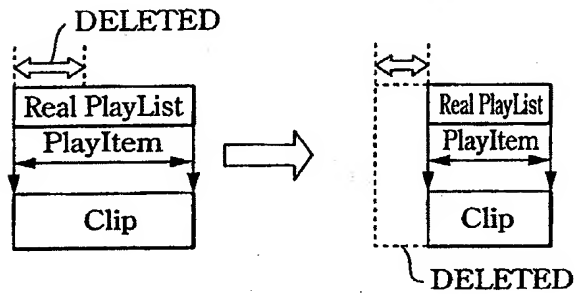 DELETED
Real PlayList
PlayItem
Clip
Real PlayList
PlayItem
Clip
DELETED